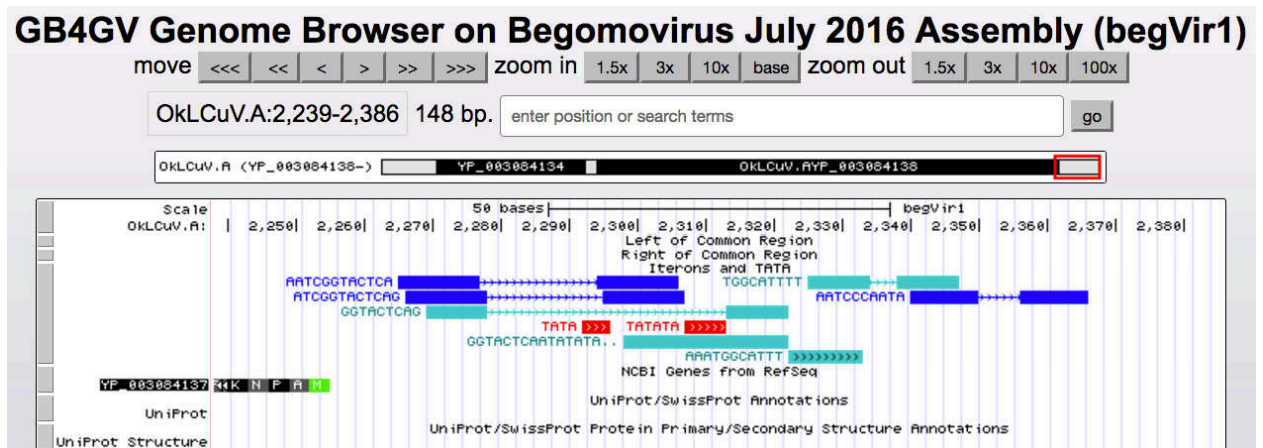 GB4GV Genome Browser on Begomovirus July 2016 Assembly (begVir1)
move <<< << < > >> >>> zoom in 1.5x 3x 10x base zoom out 1.5x 3x 10x 100x
OkLCuV.A:2,239-2,386 148 bp. enter position or search terms go
OkLCuV.A (YP_003084138-) YP_003084134 OkLCuV.AYP_003084138
Scale 50 bases begVir1
OkLCuV.A: | 2,250| 2,260| 2,270| 2,280| 2,290| 2,300| 2,310| 2,320| 2,330| 2,340| 2,350| 2,360| 2,370| 2,380|
Left of Common Region
Right of Common Region
Iterons and TATA
AATCGGTACTCA TGGCATTTT
ATCGGTACTCAG AATCCCAATA
GGTACTCAG
TATA >>> TATATA >>>>>
GGTACTCAATATATA..
AAATGGCATTT >>>>>>>>>>
NCBI Genes from RefSeq
YP_003084137 K N P A M
UniProt/SwissProt Annotations
UniProt
UniProt/SwissProt Protein Primary/Secondary Structure Annotations
UniProt Structure